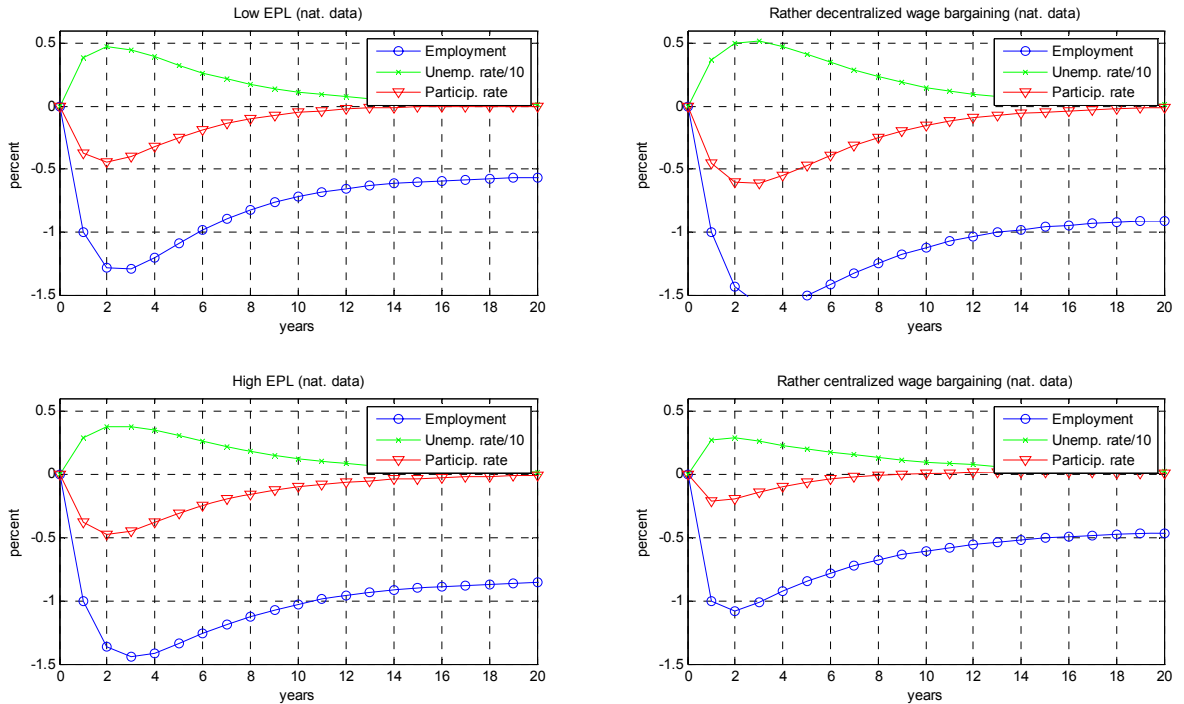 Low EPL (nat. data)
0.5
0
-0.5
-1
-1.5
percent
Employment
Unemp. rate/10
Particip. rate
0 2 4 6 8 10 12 14 16 18 20
years
Rather decentralized wage bargaining (nat. data)
0.5
0
-0.5
-1
-1.5
percent
Employment
Unemp. rate/10
Particip. rate
0 2 4 6 8 10 12 14 16 18 20
years
High EPL (nat. data)
0.5
0
-0.5
-1
-1.5
percent
Employment
Unemp. rate/10
Particip. rate
0 2 4 6 8 10 12 14 16 18 20
years
Rather centralized wage bargaining (nat. data)
0.5
0
-0.5
-1
-1.5
percent
Employment
Unemp. rate/10
Particip. rate
0 2 4 6 8 10 12 14 16 18 20
years